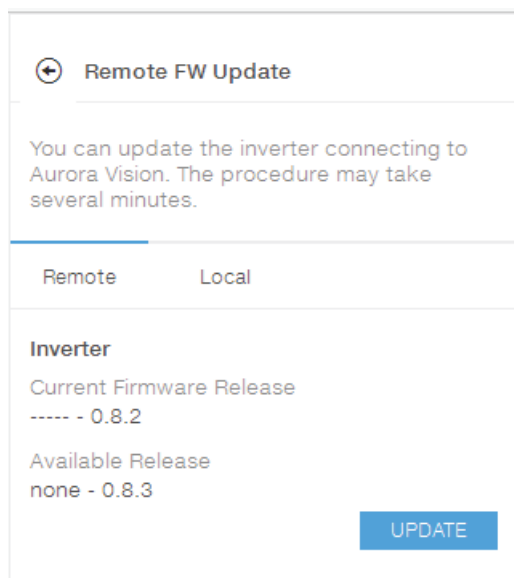 Remote FW Update
You can update the inverter connecting to
Aurora Vision. The procedure may take
several minutes.
Remote Local
Inverter
Current Firmware Release
----- - 0.8.2
Available Release
none - 0.8.3
UPDATE